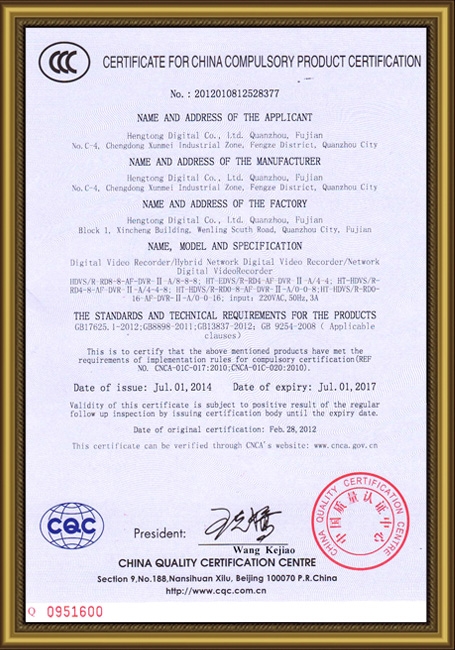 CCC
CERTIFICATE FOR CHINA COMPULSORY PRODUCT CERTIFICATION
No.: 2012010812528377
NAME AND ADDRESS OF THE APPLICANT
Hengtong Digital Co., Ltd. Quanzhou, Fujian
No.C-4, Chengdong Xunmei Industrial Zone, Fengze District, Quanzhou City
NAME AND ADDRESS OF THE MANUFACTURER
Hengtong Digital Co., Ltd. Quanzhou, Fujian
No.C-4, Chengdong Xunmei Industrial Zone, Fengze District, Quanzhou City
NAME AND ADDRESS OF THE FACTORY
Hengtong Digital Co., Ltd. Quanzhou, Fujian
Block 1, Xincheng Building, Wenling South Road, Quanzhou City, Fujian
NAME, MODEL AND SPECIFICATION
Digital Video Recorder/Hybrid Network Digital Video Recorder/Network
Digital VideoRecorder
HDVS/R-RD8-8-AF-DVR-Ⅱ-A/8-8-8; HT-EDVS/R-RD4-AF-DVR-Ⅱ-A/4-4; HT-HDVS/R-
RD4-8-AF-DVR-Ⅱ-A/4-4-8; HT-HDVS/R-RD0-8-AF-DVR-Ⅱ-A/0-0-8;HT-HDVS/R-RD0-
16-AF-DVR-Ⅱ-A/0-0-16; input: 220VAC,50Hz,3A
THE STANDARDS AND TECHNICAL REQUIREMENTS FOR THE PRODUCTS
GB17625.1-2012;GB8898-2011;GB13837-2012; GB 9254-2008 ( Applicable
clauses)
This is to certify that the above mentioned products have met the
requirements of implementation rules for compulsory certification(REF
NO. CNCA-01C-017:2010;CNCA-01C-020:2010).
Date of issue: Jul.01,2014 Date of expiry: Jul.01,2017
Validity of this certificate is subject to positive result of the regular
follow up inspection by issuing certification body until the expiry date.
Date of original certification: Feb.28,2012
This certificate can be verified through CNCA's website: www.cnca.gov.cn
CQC
President:
Wang Kejiao
CHINA QUALITY CERTIFICATION CENTRE
中国质量认证中心
CHINA QUALITY CERTIFICATION CENTRE
Section 9,No.188,Nansihuan Xilu, Beijing 100070 P.R.China
http://www.cqc.com.cn
Q 0951600